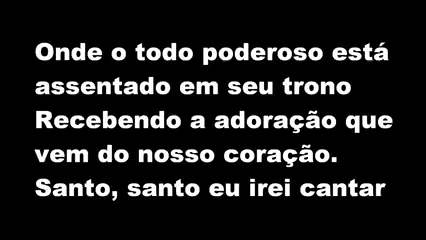 Onde o todo poderoso está
assentado em seu trono
Recebendo a adoração que
vem do nosso coração.
Santo, santo eu irei cantar